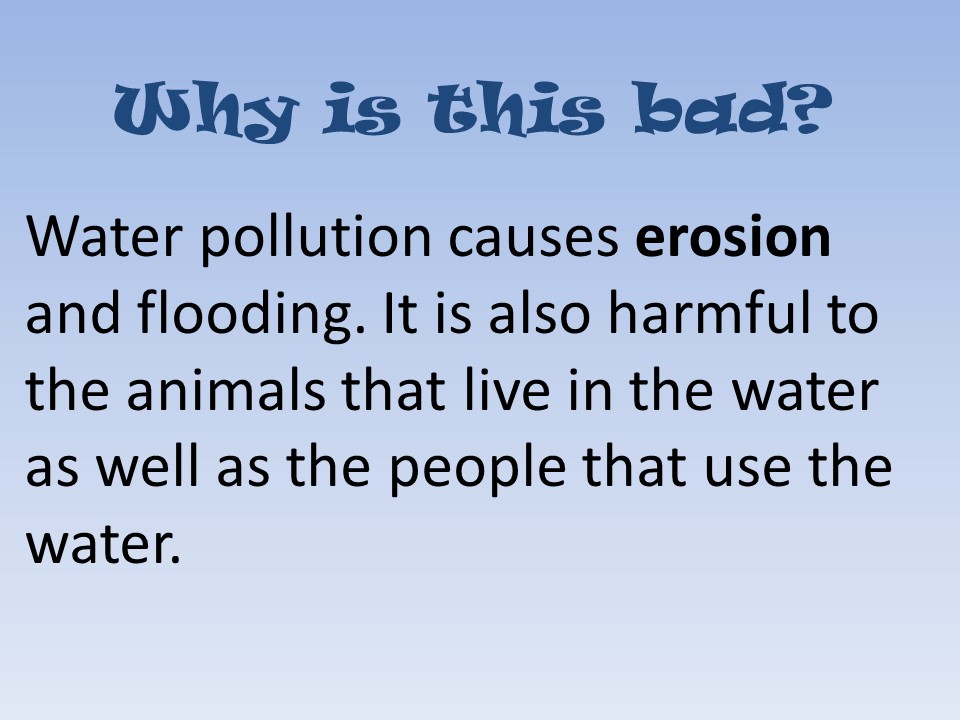 Why is this bad?
Water pollution causes erosion
and flooding. It is also harmful to
the animals that live in the water
as well as the people that use the
water.